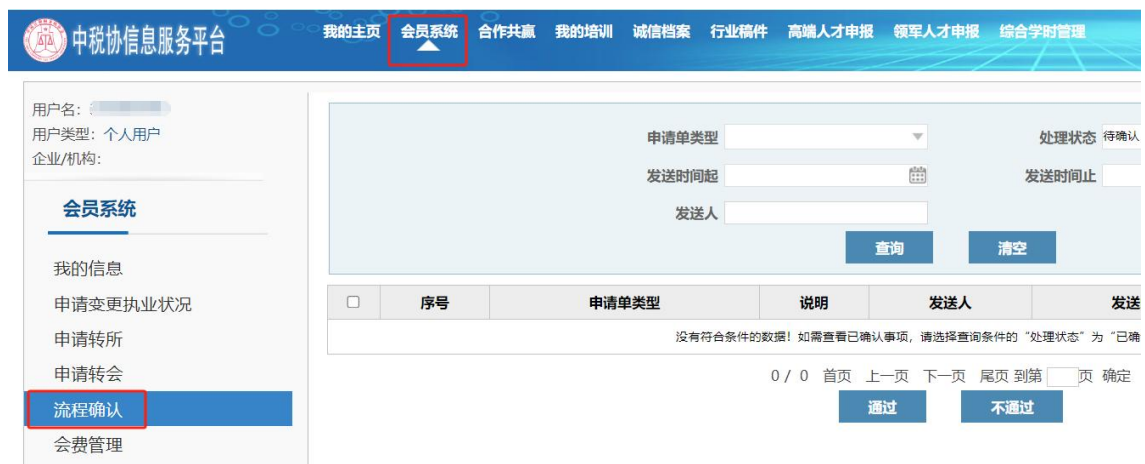 中税协信息服务平台
我的主页 会员系统 合作共赢 我的培训 诚信档案 行业稿件 高端人才申报 领军人才申报 综合学时管理
用户名：
用户类型：个人用户
企业/机构：
会员系统
我的信息
申请变更执业状况
申请转所
申请转会
流程确认
会费管理
申请单类型 处理状态 待确认
发送时间起 发送时间止
发送人
查询 清空
序号 申请单类型 说明 发送人 发送
没有符合条件的数据！如需查看已确认事项，请选择查询条件的“处理状态”为“已确
0 / 0 首页 上一页 下一页 尾页 到第 页 确定
通过 不通过